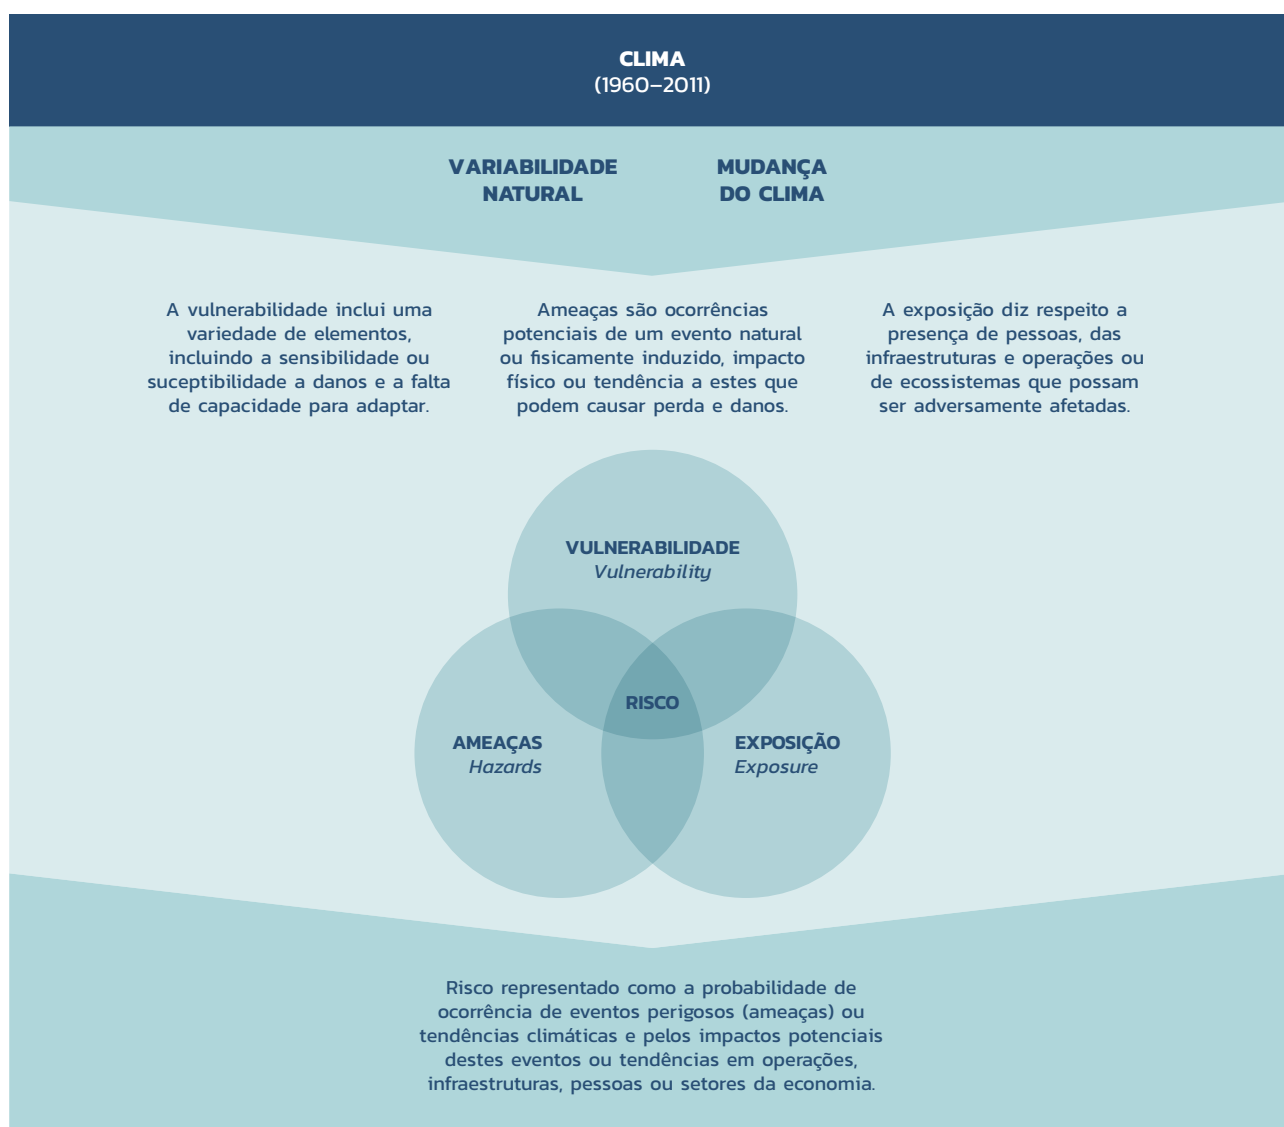 CLIMA
(1960–2011)
VARIABILIDADE
NATURAL
MUDANÇA
DO CLIMA
A vulnerabilidade inclui uma
variedade de elementos,
incluindo a sensibilidade ou
suceptibilidade a danos e a falta
de capacidade para adaptar.
Ameaças são ocorrências
potenciais de um evento natural
ou fisicamente induzido, impacto
físico ou tendência a estes que
podem causar perda e danos.
A exposição diz respeito a
presença de pessoas, das
infraestruturas e operações ou
de ecossistemas que possam
ser adversamente afetadas.
VULNERABILIDADE
Vulnerability
RISCO
AMEAÇAS
Hazards
EXPOSIÇÃO
Exposure
Risco representado como a probabilidade de
ocorrência de eventos perigosos (ameaças) ou
tendências climáticas e pelos impactos potenciais
destes eventos ou tendências em operações,
infraestruturas, pessoas ou setores da economia.